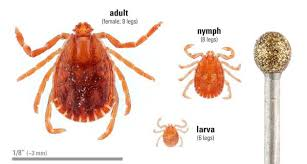 adult
(female, 8 legs)
nymph
(8 legs)
larva
(6 legs)
1/8" (~3 mm)